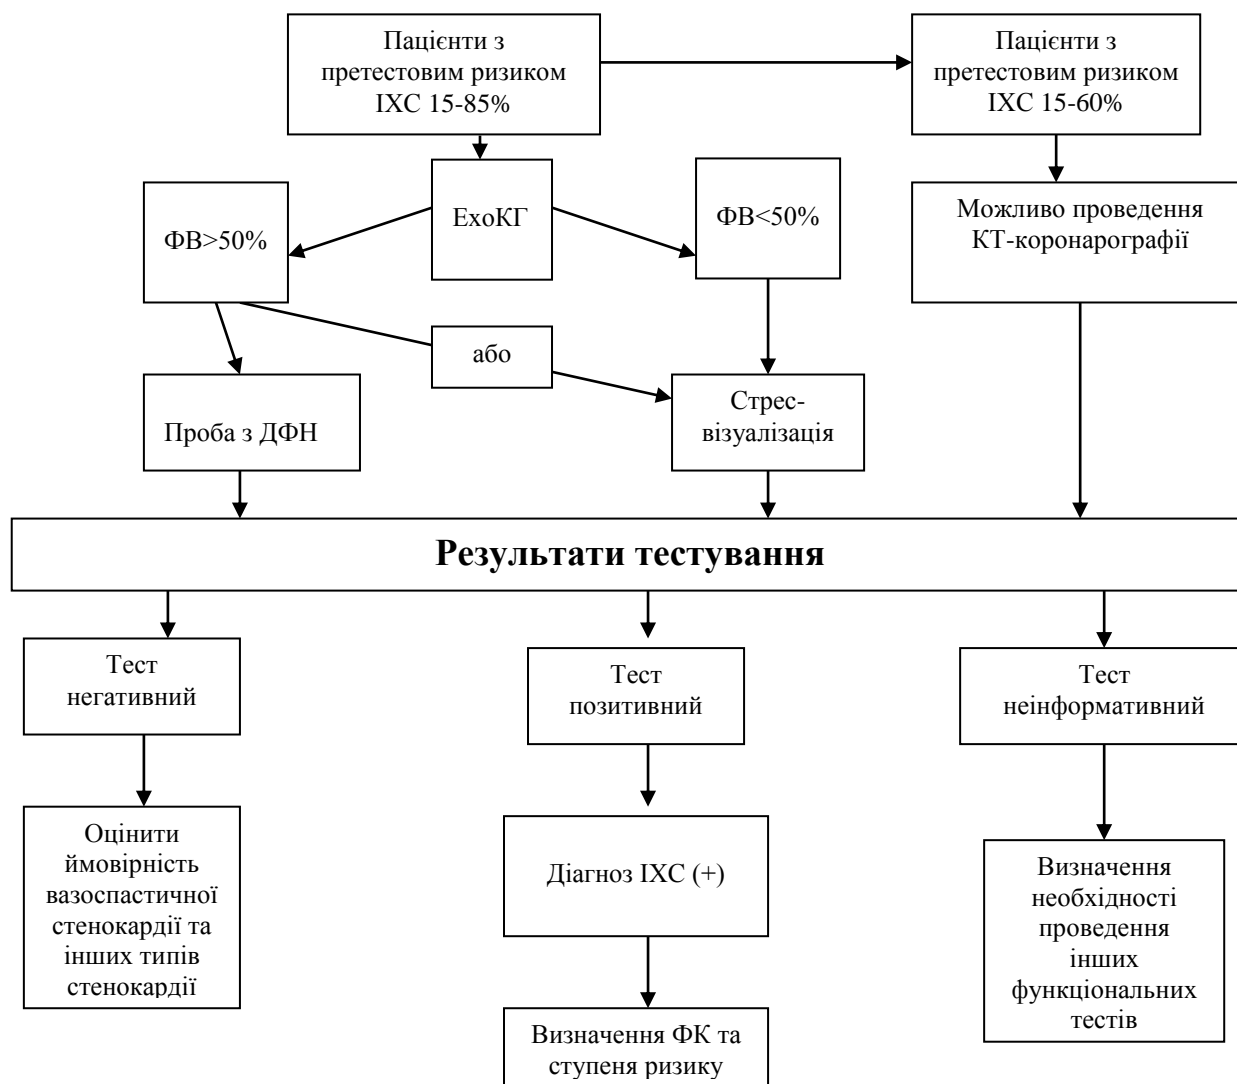 Пацієнти з
претестовим ризиком
ІХС 15-85%
Пацієнти з
претестовим ризиком
ІХС 15-60%
ЕхоКГ
ФВ>50%
ФВ<50%
Можливо проведення
КТ-коронарографії
або
Проба з ДФН
Стрес-
візуалізація
Результати тестування
Тест
негативний
Тест
позитивний
Тест
неінформативний
Оцінити
ймовірність
вазоспастичної
стенокардії та
інших типів
стенокардії
Діагноз ІХС (+)
Визначення
необхідності
проведення
інших
функціональних
тестів
Визначення ФК та
ступеня ризику